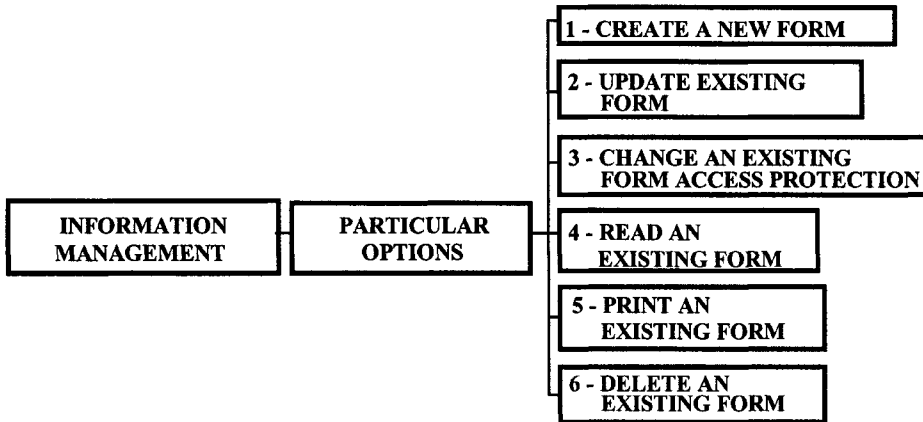 1 - CREATE A NEW FORM
2 - UPDATE EXISTING
FORM
3 - CHANGE AN EXISTING
FORM ACCESS PROTECTION
INFORMATION
MANAGEMENT
PARTICULAR
OPTIONS
4 - READ AN
EXISTING FORM
5 - PRINT AN
EXISTING FORM
6 - DELETE AN
EXISTING FORM